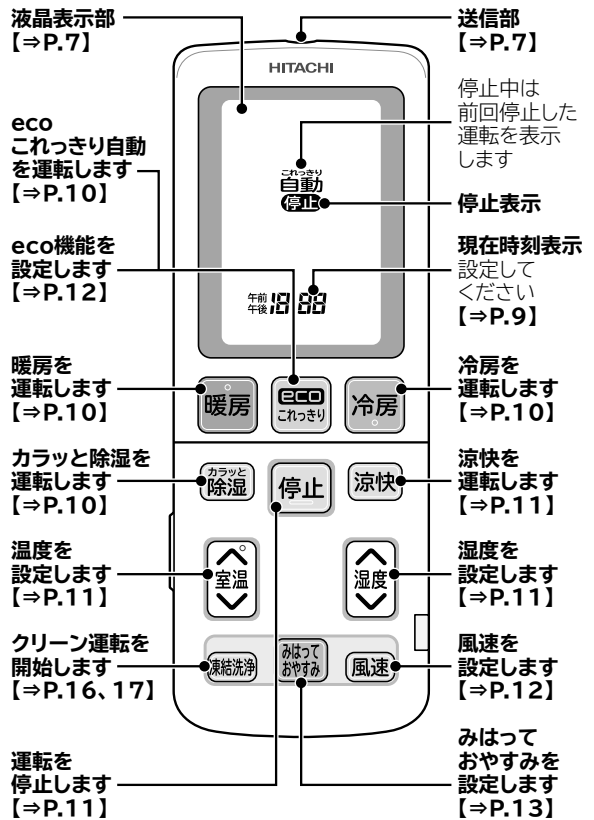 液晶表示部
【⇒P.7】
eco
これっきり自動
を運転します
【⇒P.10】
eco機能を
設定します
【⇒P.12】
暖房を
運転します
【⇒P.10】
カラッと除湿を
運転します
【⇒P.10】
温度を
設定します
【⇒P.11】
クリーン運転を
開始します
【⇒P.16、17】
運転を
停止します
【⇒P.11】
HITACHI
これっきり
自動
停止
午前
午後 18 88
暖房
eco
これっきり
冷房
カラッと
除湿
停止
涼快
室温
湿度
凍結洗浄
みはって
おやすみ
風速
送信部
【⇒P.7】
停止中は
前回停止した
運転を表示
します
停止表示
現在時刻表示
設定して
ください
【⇒P.9】
冷房を
運転します
【⇒P.10】
涼快を
運転します
【⇒P.11】
湿度を
設定します
【⇒P.11】
風速を
設定します
【⇒P.12】
みはって
おやすみを
設定します
【⇒P.13】